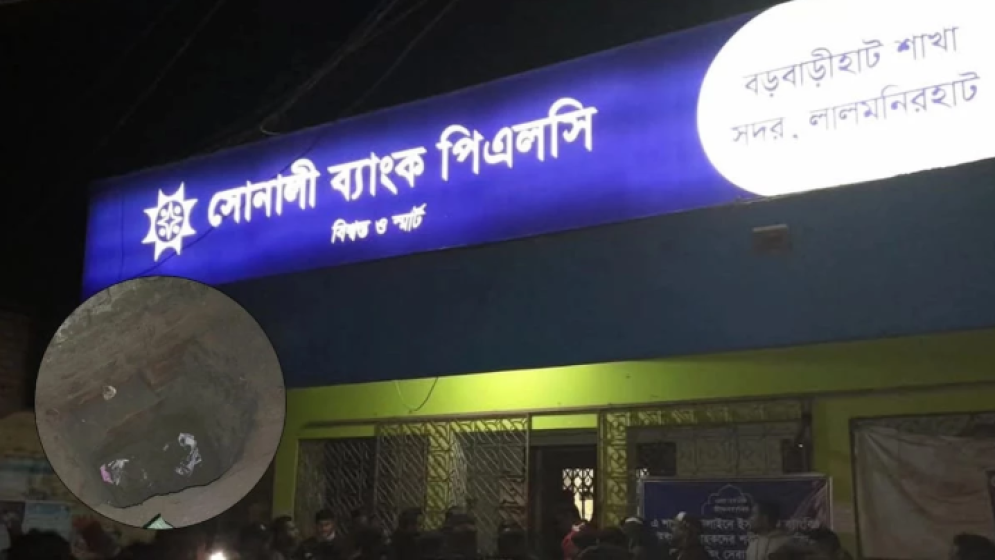 সোনালী ব্যাংক পিএলসি
বিশ্বস্ত ও স্মার্ট
বড়বাড়ীহাট শাখা
সদর, লালমনিরহাট